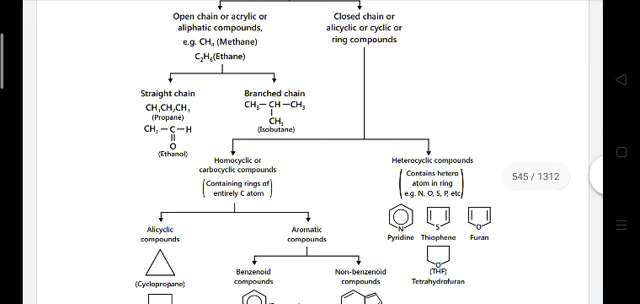 Open chain or acrylic or
aliphatic compounds,
e.g. CH₄ (Methane)
C₂H₆(Ethane)
Closed chain or
alicyclic or cyclic or
ring compounds
Straight chain
CH₃CH₂CH₃
(Propane)
CH₃ — C — H
O
(Ethanol)
Branched chain
CH₃— CH —CH₃
CH₃
(Isobutane)
Homocyclic or
carbocyclic compounds
(Containing rings of
entirely C atom)
Heterocyclic compounds
(Contains hetero
atom in ring
e.g. N, O, S, P, etc)
545 / 1312
N
S
O
Pyridine Thiophene Furan
O
(THF)
Tetrahydrofuran
Alicyclic
compounds
(Cyclopropane)
Aromatic
compounds
Benzenoid
compounds
Non-benzenoid
compounds